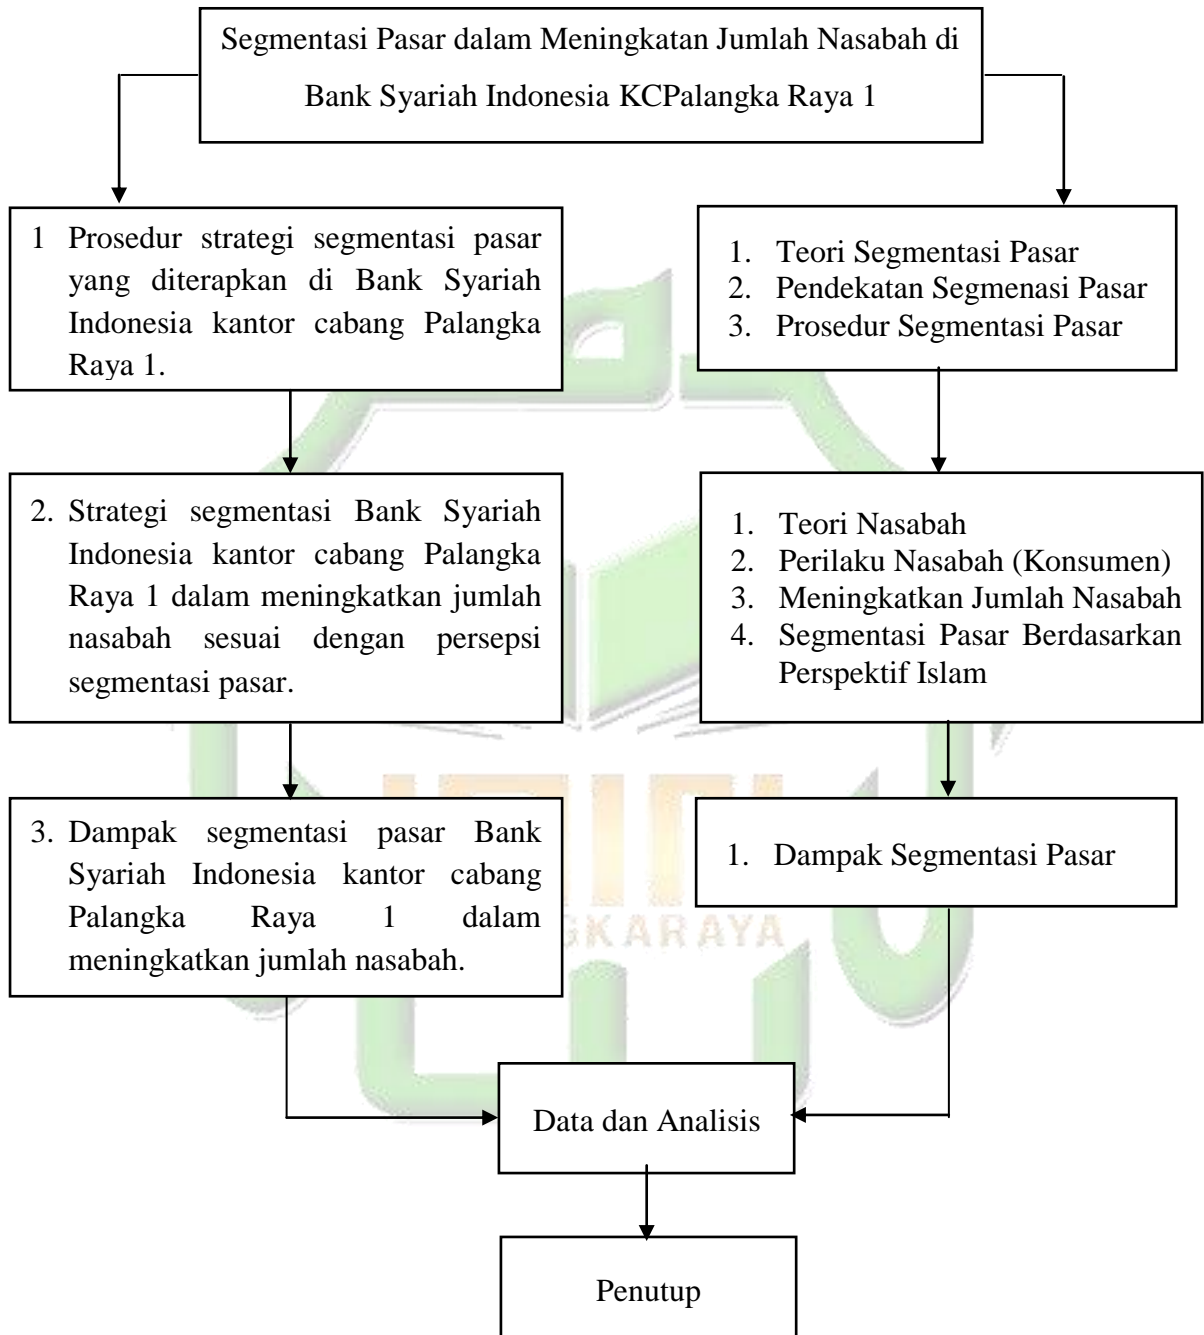 Segmentasi Pasar dalam Meningkatan Jumlah Nasabah di
Bank Syariah Indonesia KCPalangka Raya 1
1 Prosedur strategi segmentasi pasar
yang diterapkan di Bank Syariah
Indonesia kantor cabang Palangka
Raya 1.
1. Teori Segmentasi Pasar
2. Pendekatan Segmenasi Pasar
3. Prosedur Segmentasi Pasar
2. Strategi segmentasi Bank Syariah
Indonesia kantor cabang Palangka
Raya 1 dalam meningkatkan jumlah
nasabah sesuai dengan persepsi
segmentasi pasar.
1. Teori Nasabah
2. Perilaku Nasabah (Konsumen)
3. Meningkatkan Jumlah Nasabah
4. Segmentasi Pasar Berdasarkan
Perspektif Islam
3. Dampak segmentasi pasar Bank
Syariah Indonesia kantor cabang
Palangka Raya 1 dalam
meningkatkan jumlah nasabah.
1. Dampak Segmentasi Pasar
Data dan Analisis
Penutup